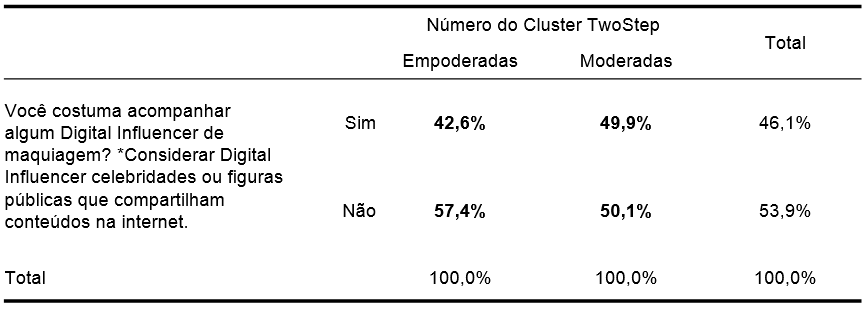 Número do Cluster TwoStep
Total
Empoderadas Moderadas
Você costuma acompanhar
algum Digital Influencer de
maquiagem? *Considerar Digital
Influencer celebridades ou figuras
públicas que compartilham
conteúdos na internet.
Sim 42,6% 49,9% 46,1%
Não 57,4% 50,1% 53,9%
Total 100,0% 100,0% 100,0%